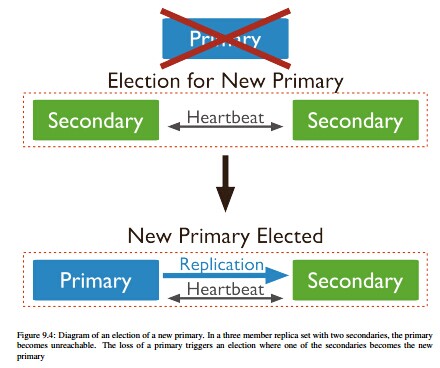 Primary
Election for New Primary
Secondary Heartbeat Secondary
New Primary Elected
Replication
Primary Secondary
Heartbeat
Figure 9.4: Diagram of an election of a new primary. In a three member replica set with two secondaries, the primary
becomes unreachable. The loss of a primary triggers an election where one of the secondaries becomes the new
primary